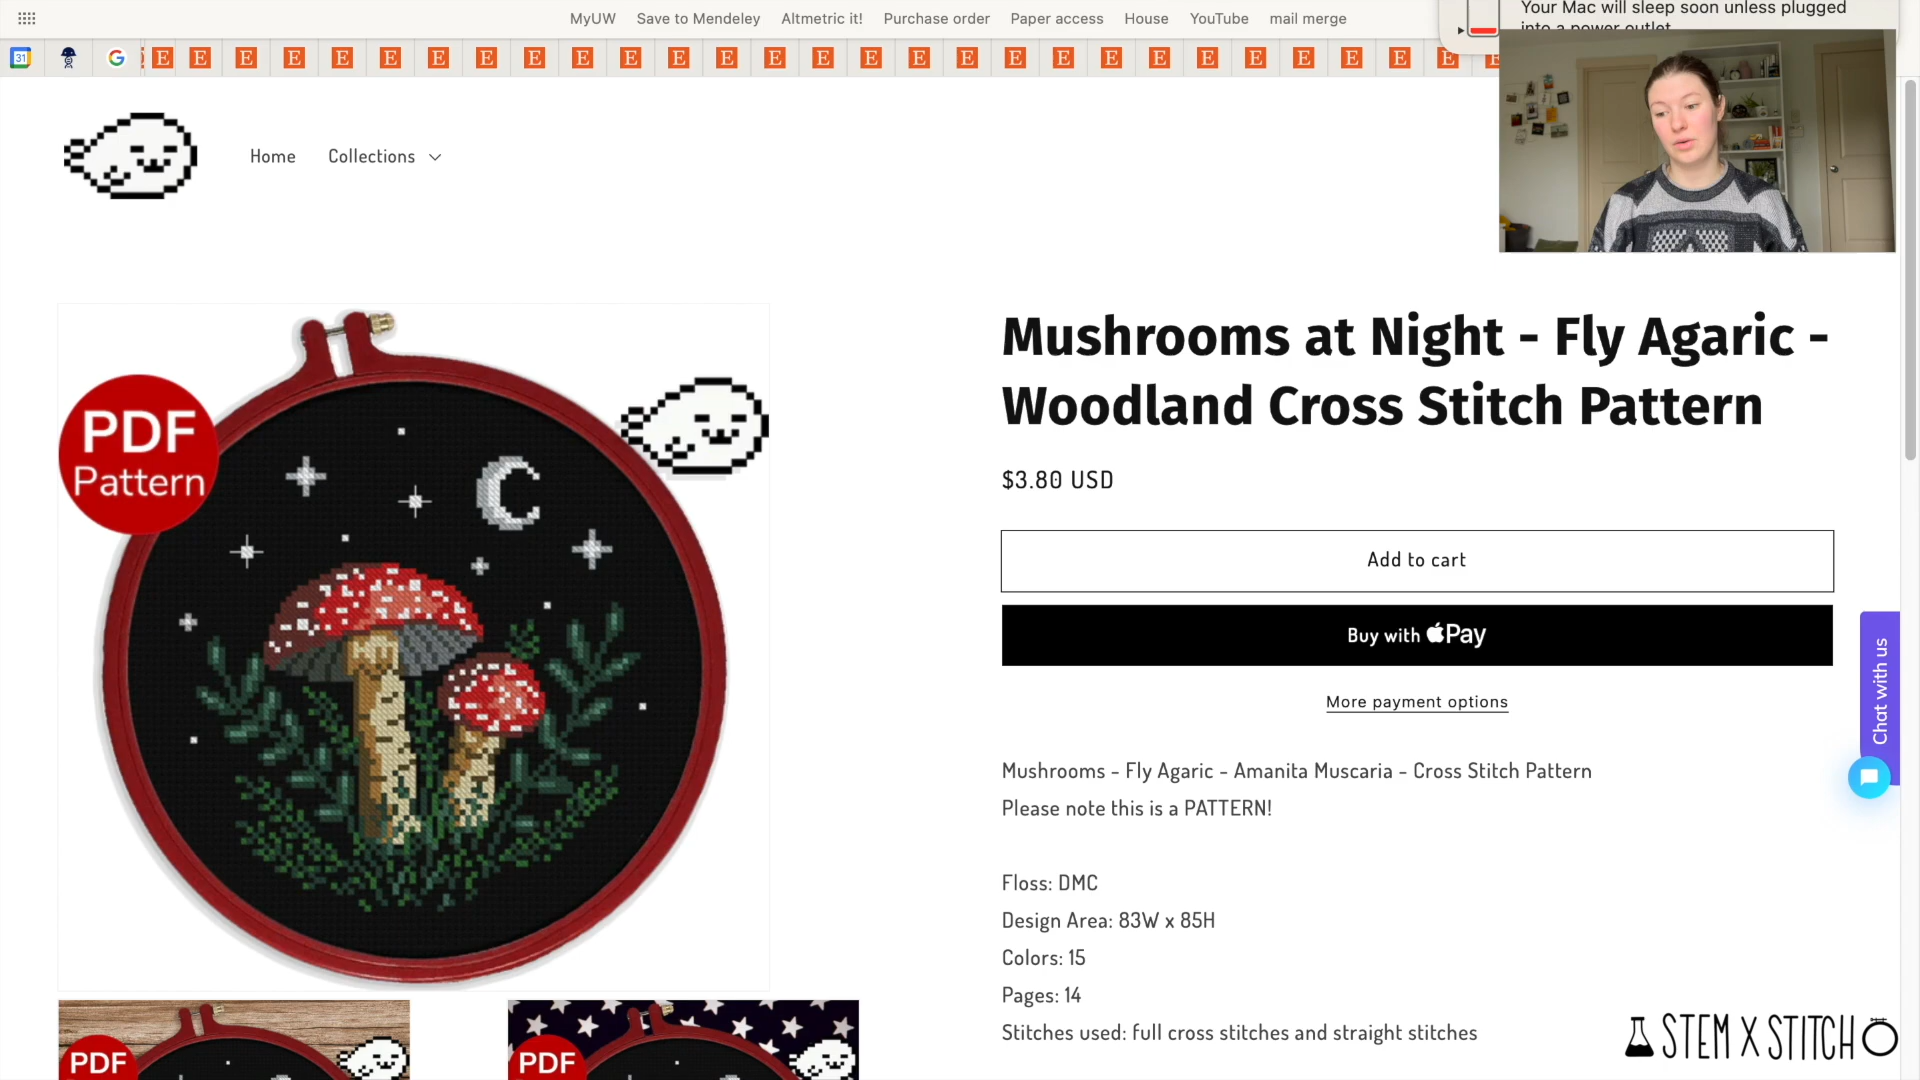 MyUW Save to Mendeley Altmetric it! Purchase order Paper access House YouTube mail merge
Your Mac will sleep soon unless plugged
into a power outlet
31 G E E E E E E E E E E E E E E E E E E E E E E E E E E E E
Home Collections
PDF
Pattern
Mushrooms at Night - Fly Agaric -
Woodland Cross Stitch Pattern
$3.80 USD
Add to cart
Buy with Pay
More payment options
Chat with us
Mushrooms - Fly Agaric - Amanita Muscaria - Cross Stitch Pattern
Please note this is a PATTERN!
Floss: DMC
Design Area: 83W x 85H
Colors: 15
Pages: 14
Stitches used: full cross stitches and straight stitches
PDF
PDF
STEM X STITCH